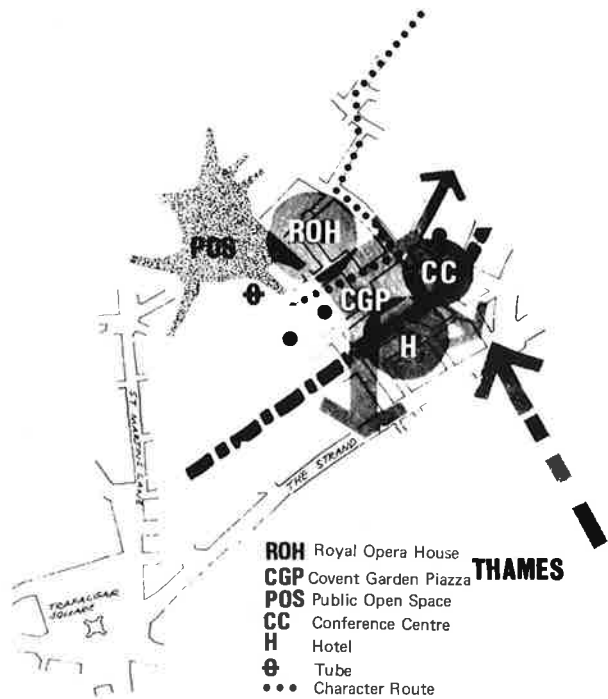 ROH
POS
CC
CGP
H
ST MARTINS LANE
THE STRAND
TRAFALGAR
SQUARE
ROH Royal Opera House
THAMES
CGP Covent Garden Piazza
POS Public Open Space
CC Conference Centre
H Hotel
Tube
Character Route